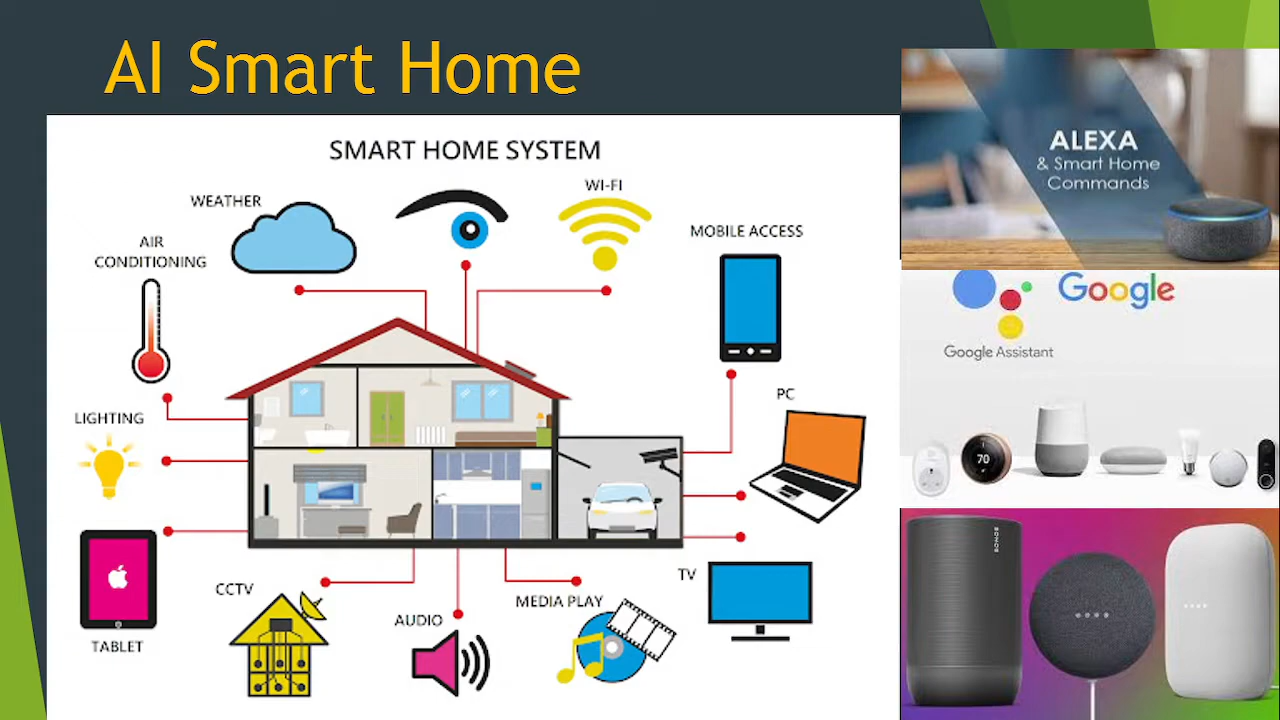 AI Smart Home
SMART HOME SYSTEM
WEATHER
WI-FI
AIR
CONDITIONING
MOBILE ACCESS
LIGHTING
PC
TABLET
CCTV
AUDIO
MEDIA PLAY
TV
ALEXA
& Smart Home
Commands
Google
Google Assistant
70
SONOS